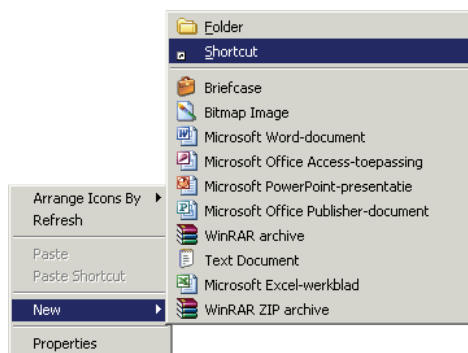 Folder
Shortcut
Briefcase
Bitmap Image
Microsoft Word-document
Microsoft Office Access-toepassing
Microsoft PowerPoint-presentatie
Microsoft Office Publisher-document
WinRAR archive
Text Document
Microsoft Excel-werkblad
WinRAR ZIP archive
Arrange Icons By
Refresh
Paste
Paste Shortcut
New
Properties